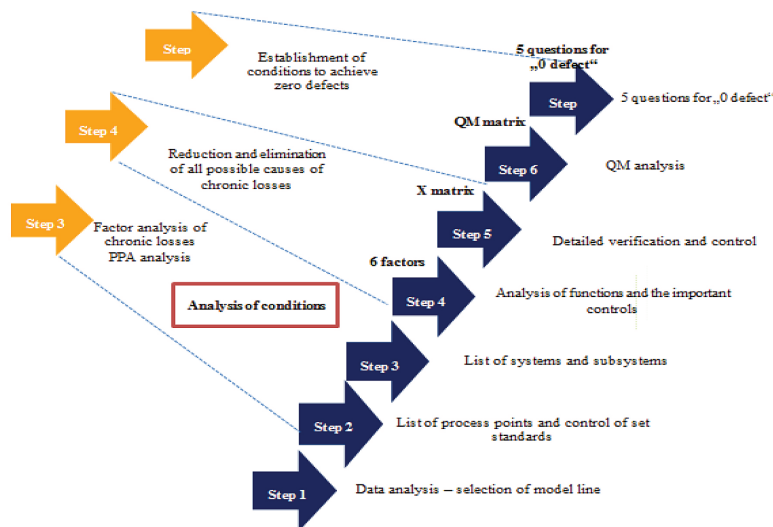 Step
Establishment of
conditions to achieve
zero defects
Step 4
Reduction and elimination
of all possible causes of
chronic losses
Step 3
Factor analysis of
chronic losses
PPA analysis
Analysis of conditions
5 questions for
„0 defect“
Step
5 questions for „0 defect“
QM matrix
Step 6
QM analysis
X matrix
Step 5
Detailed verification and control
6 factors
Step 4
Analysis of functions and the important
controls
Step 3
List of systems and subsystems
Step 2
List of process points and control of set
standards
Step 1
Data analysis – selection of model line